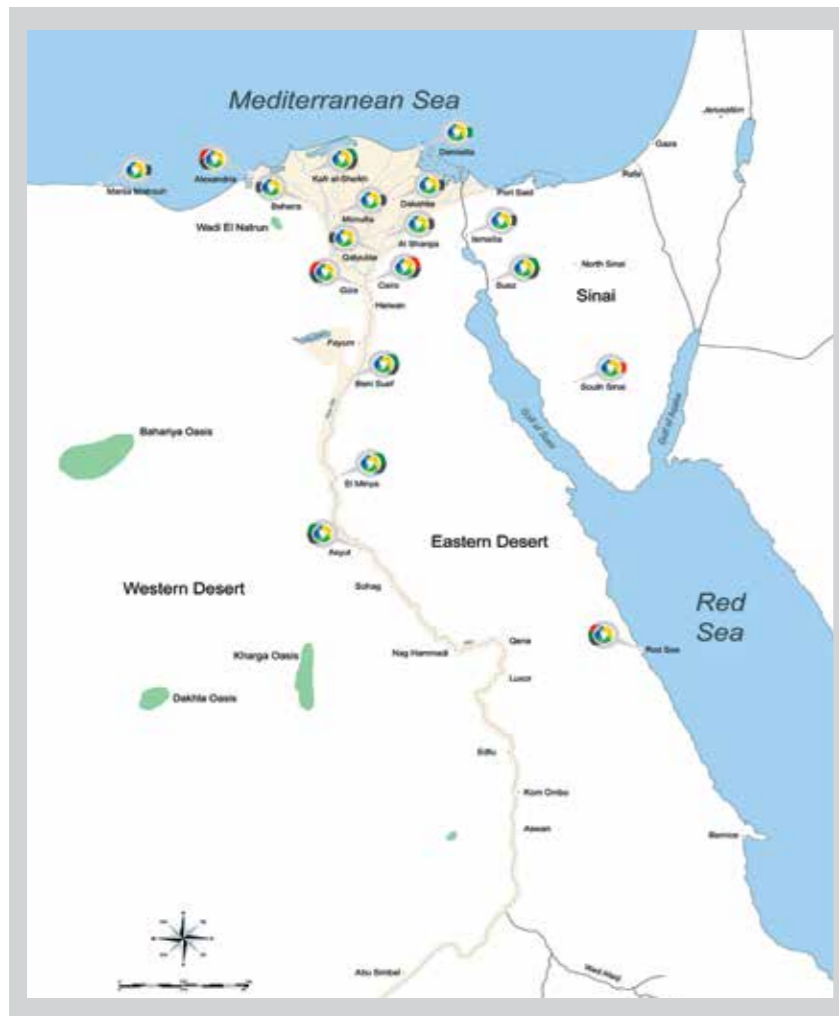 Mediterranean Sea
Jerusalem
Gaza
Damietta
Rafa
Alexandria
Kafr el-Sheikh
Marsa Matrouh
Port Said
Behera
Dakahlia
Wadi El Natrun
Ismailia
Al Sharqia
Qalyubia
North Sinai
Giza
Cairo
Suez
Sinai
Helwan
Fayum
Beni Suef
South Sinai
Gulf of Suez
Gulf of Aqaba
Bahariya Oasis
El Minya
Eastern Desert
Asyut
Western Desert
Sohag
Red
Sea
Qena
Kharga Oasis
Nag Hammadi
Red Sea
Luxor
Dakhla Oasis
Edfu
Kom Ombo
Aswan
Abu Simbel